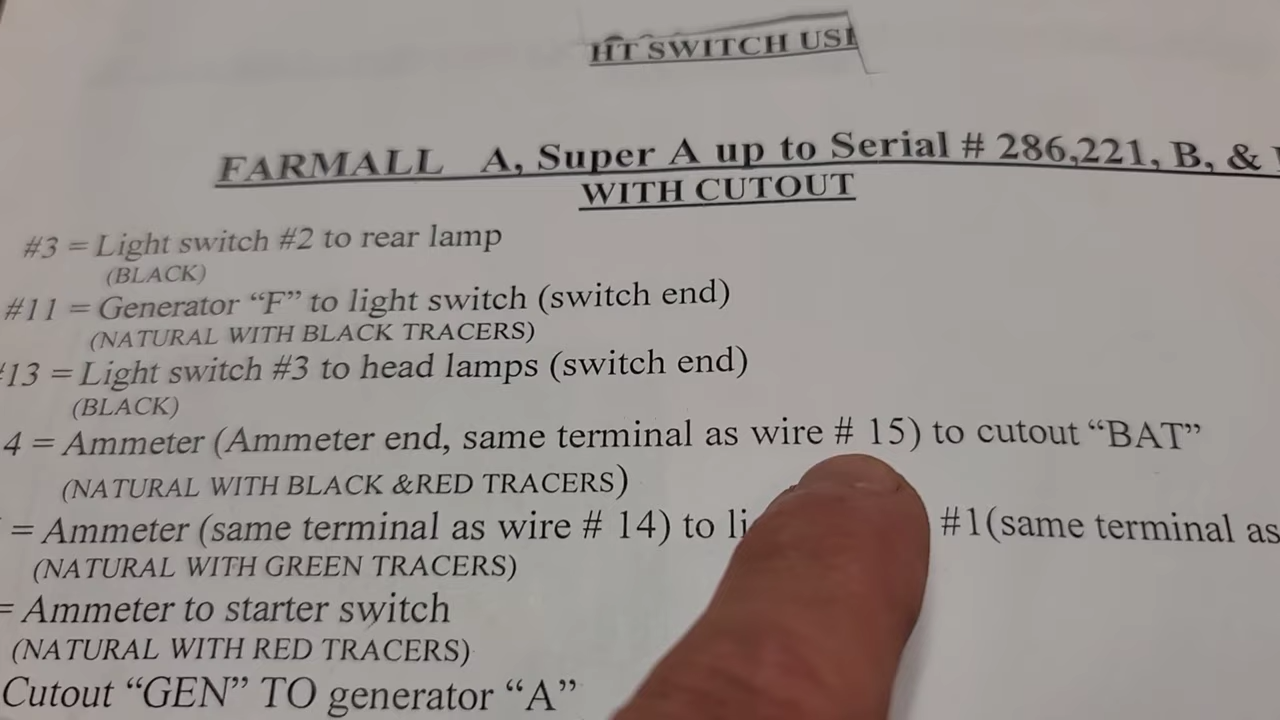 HT SWITCH USE
FARMALL A, Super A up to Serial # 286,221, B, &
WITH CUTOUT
#3 = Light switch #2 to rear lamp
(BLACK)
#11 = Generator “F” to light switch (switch end)
(NATURAL WITH BLACK TRACERS)
#13 = Light switch #3 to head lamps (switch end)
(BLACK)
4 = Ammeter (Ammeter end, same terminal as wire # 15) to cutout “BAT”
(NATURAL WITH BLACK &RED TRACERS)
= Ammeter (same terminal as wire # 14) to #1(same terminal as
(NATURAL WITH GREEN TRACERS)
= Ammeter to starter switch
(NATURAL WITH RED TRACERS)
Cutout “GEN” TO generator “A”